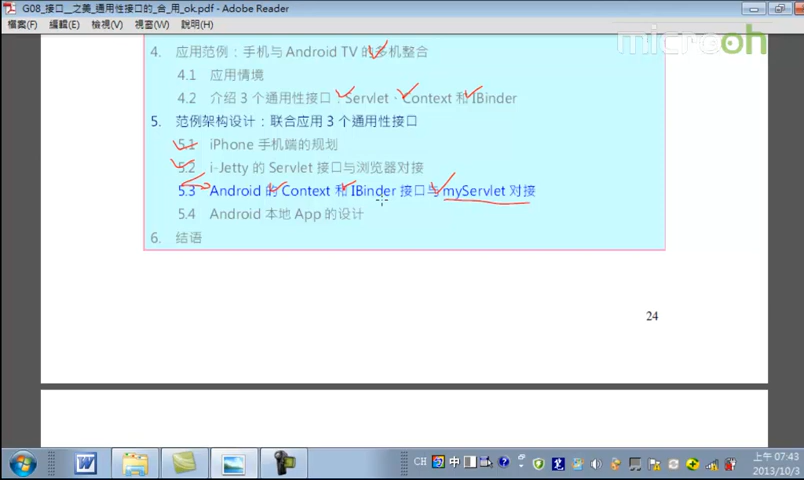 G08_接口__之美_通用性接口的_合_用_ok.pdf - Adobe Reader
檔案(F) 編輯(E) 檢視(V) 視窗(W) 說明(H)
microoh
4. 应用范例：手机与Android TV 的多机整合
4.1 应用情境
4.2 介绍 3 个通用性接口：Servlet、Context 和 IBinder
5. 范例架构设计：联合应用 3 个通用性接口
5.1 iPhone 手机端的规划
5.2 i-Jetty 的 Servlet 接口与浏览器对接
5.3 Android 的 Context 和 IBinder 接口与 myServlet 对接
5.4 Android 本地 App 的设计
6. 结语
24
CH 中
上午 07:43
2013/10/3